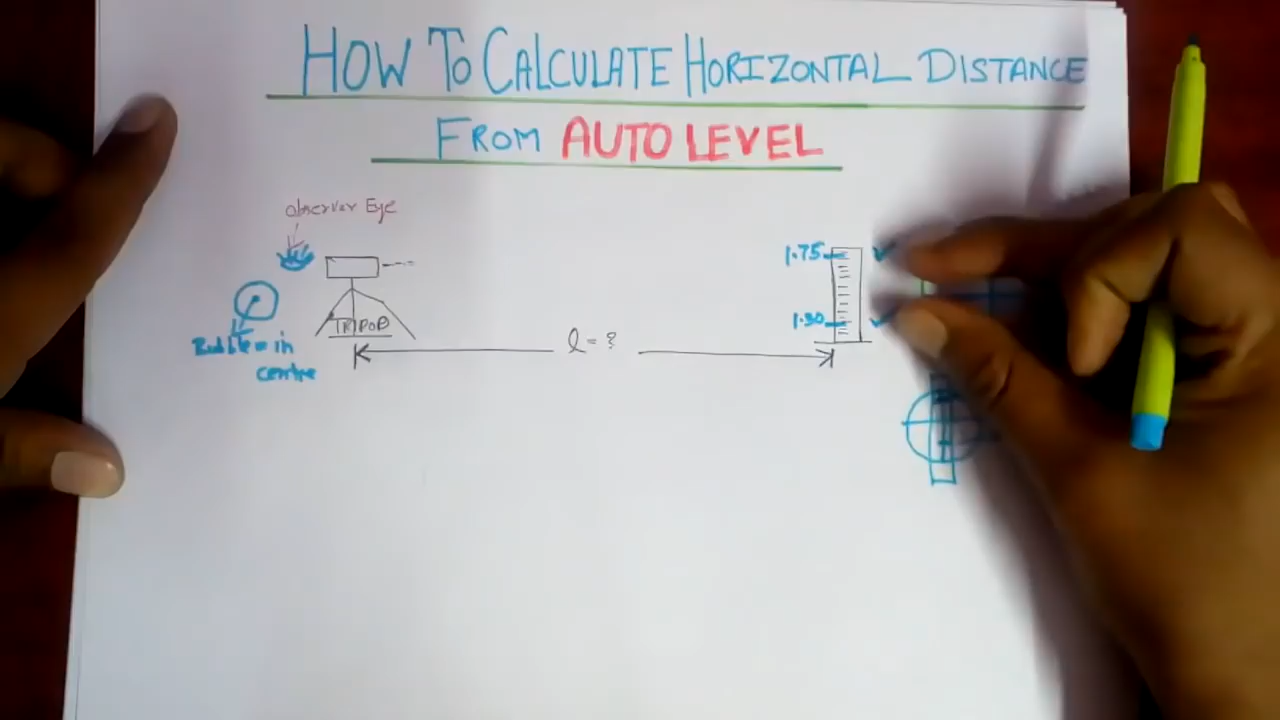 HOW TO CALCULATE HORIZONTAL DISTANCE
FROM AUTO LEVEL
Observer Eye
1.75
1.30
TRIPOD
l = ?
Bubble in
centre